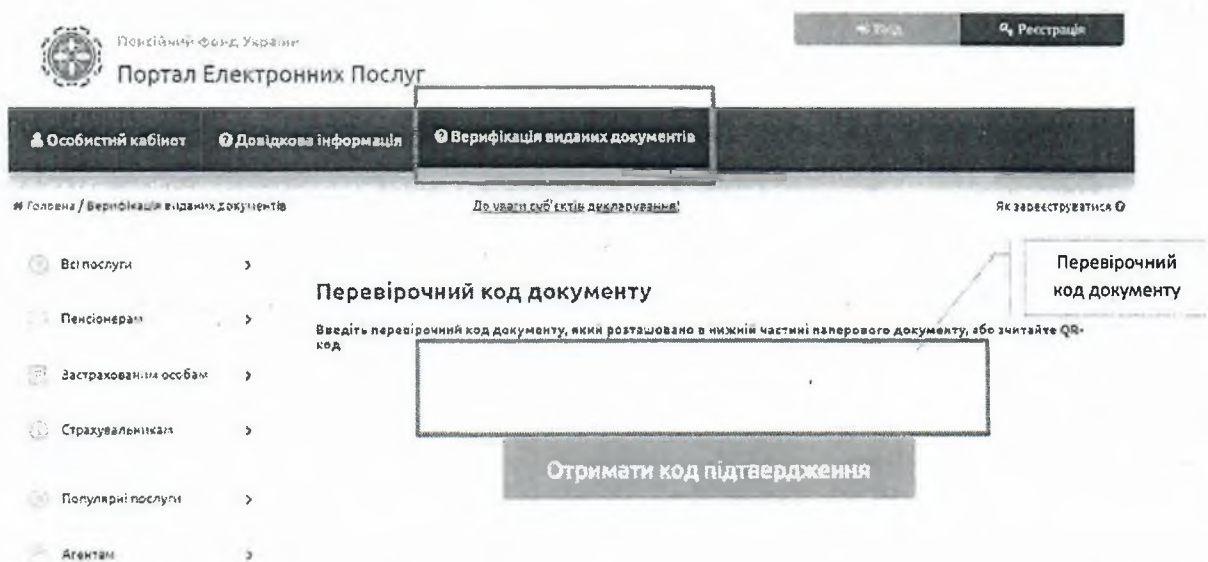 Пенсійний фонд України
Портал Електронних Послуг
Вхід
Реєстрація
Особистий кабінет
Довідкова інформація
Верифікація виданих документів
Головна / Верифікація виданих документів
До уваги суб'єктів декларування!
Як зареєструватися
Всі послуги
Пенсіонерам
Застрахованим особам
Страхувальникам
Популярні послуги
Агентам
Перевірочний код документу
Введіть перевірочний код документу, який розташовано в нижній частині паперового документу, або зчитайте QR-
код
Отримати код підтвердження
Перевірочний
код документу